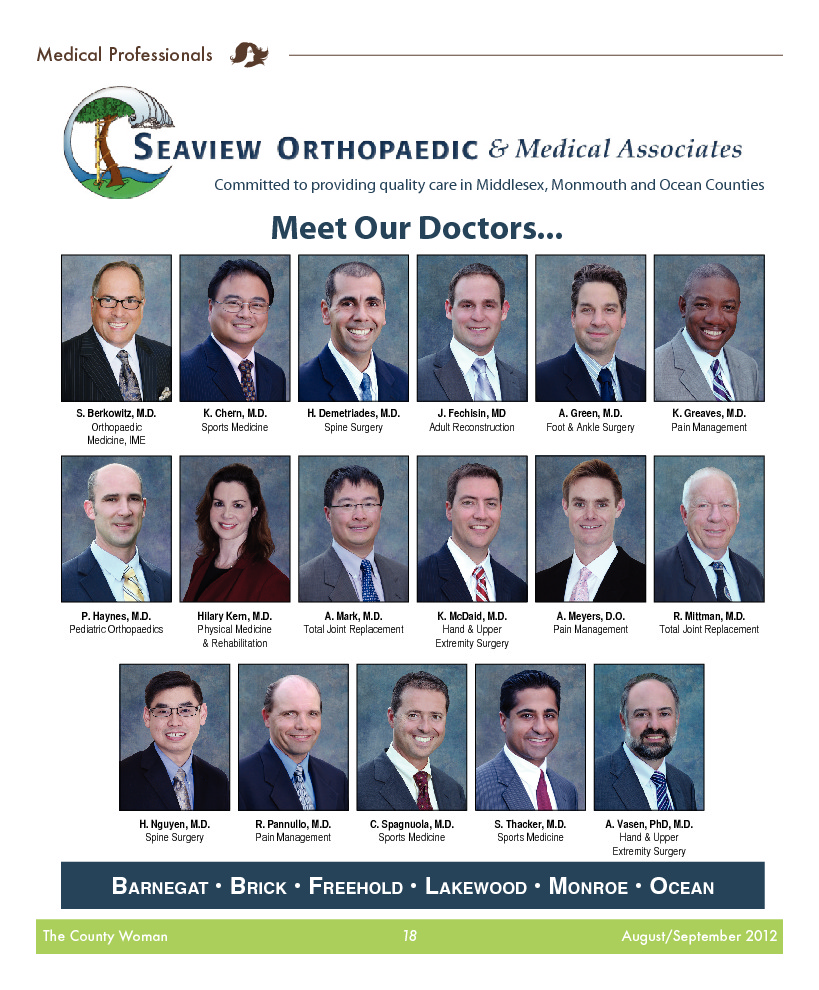 Medical Professionals
SEAVIEW ORTHOPAEDIC & Medical Associates
Committed to providing quality care in Middlesex, Monmouth and Ocean Counties
Meet Our Doctors...
S. Berkowitz, M.D.
Orthopaedic
Medicine, IME
K. Chern, M.D.
Sports Medicine
H. Demetriades, M.D.
Spine Surgery
J. Fechisin, MD
Adult Reconstruction
A. Green, M.D.
Foot & Ankle Surgery
K. Greaves, M.D.
Pain Management
P. Haynes, M.D.
Pediatric Orthopaedics
Hilary Kern, M.D.
Physical Medicine
& Rehabilitation
A. Mark, M.D.
Total Joint Replacement
K. McDaid, M.D.
Hand & Upper
Extremity Surgery
A. Meyers, D.O.
Pain Management
R. Mittman, M.D.
Total Joint Replacement
H. Nguyen, M.D.
Spine Surgery
R. Pannullo, M.D.
Pain Management
C. Spagnuola, M.D.
Sports Medicine
S. Thacker, M.D.
Sports Medicine
A. Vasen, PhD, M.D.
Hand & Upper
Extremity Surgery
BARNEGAT • BRICK • FREEHOLD • LAKEWOOD • MONROE • OCEAN
The County Woman 18 August/September 2012